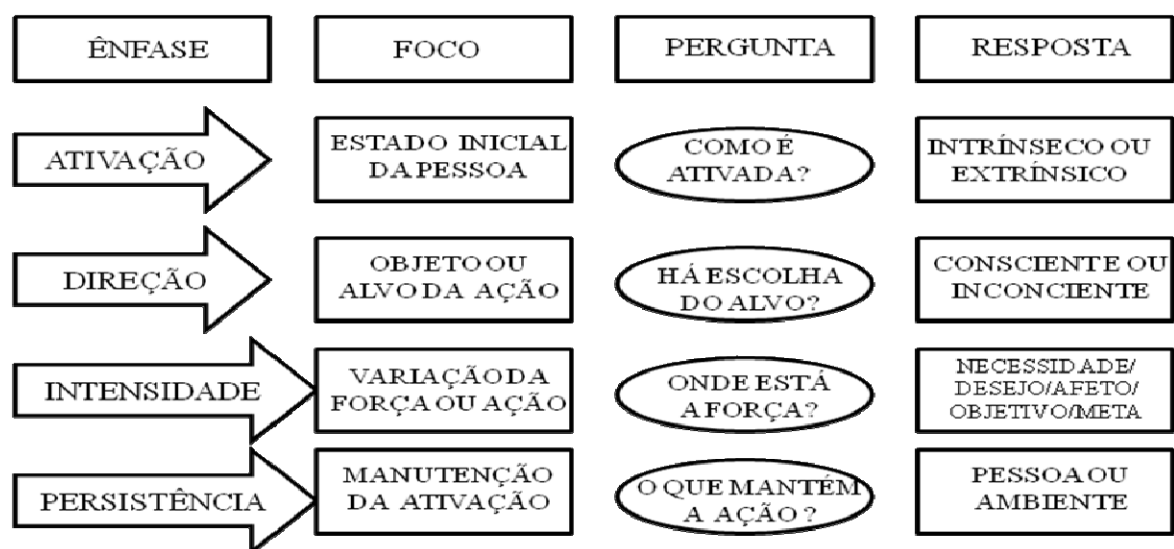 ÊNFASE
FOCO
PERGUNTA
RESPOSTA
ATIVAÇÃO
ESTADO INICIAL
DA PESSOA
COMO É
ATIVADA?
INTRÍNSECO OU
EXTRÍNSICO
DIREÇÃO
OBJETO OU
ALVO DA AÇÃO
HÁ ESCOLHA
DO ALVO?
CONSCIENTE OU
INCONCIENTE
INTENSIDADE
VARIAÇÃO DA
FORÇA OU AÇÃO
ONDE ESTÁ
A FORÇA?
NECESSIDADE/
DESEJO/AFETO/
OBJETIVO/META
PERSISTÊNCIA
MANUTENÇÃO
DA ATIVAÇÃO
O QUE MANTÉM
A AÇÃO?
PESSOA OU
AMBIENTE